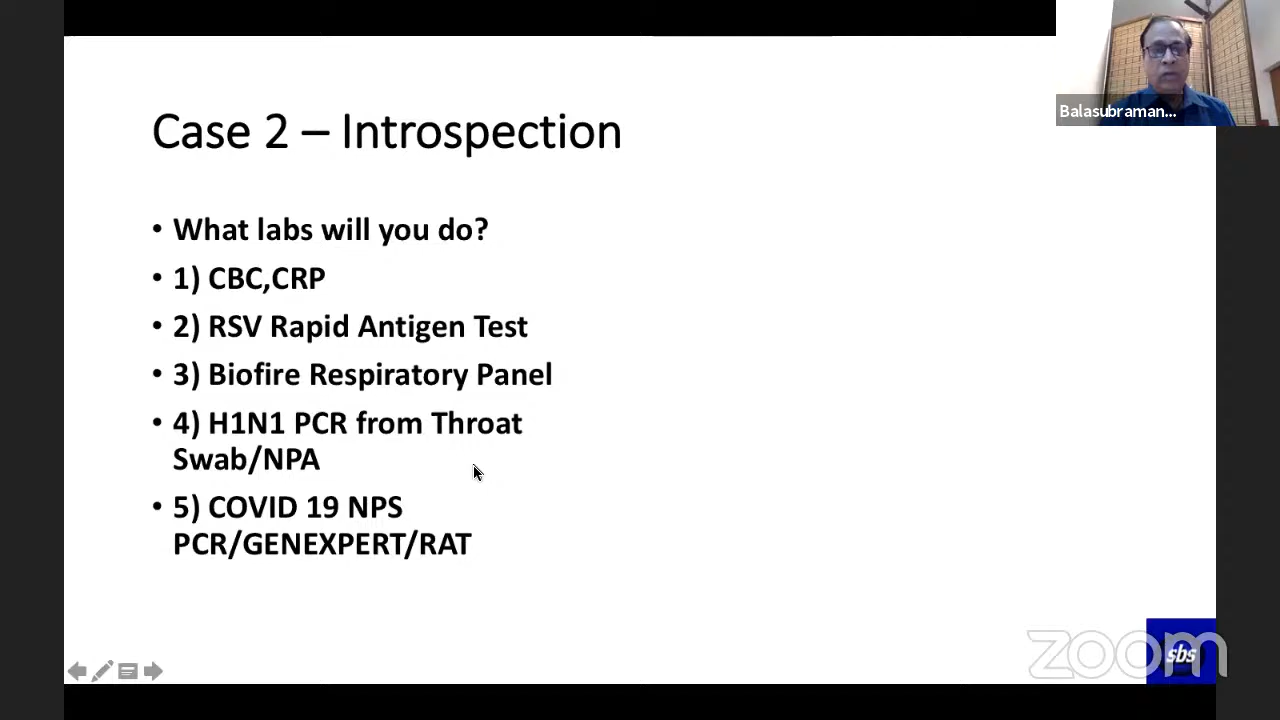 Balasubraman...
Case 2 – Introspection
• What labs will you do?
• 1) CBC,CRP
• 2) RSV Rapid Antigen Test
• 3) Biofire Respiratory Panel
• 4) H1N1 PCR from Throat
Swab/NPA
• 5) COVID 19 NPS
PCR/GENEXPERT/RAT
zoom
sbs